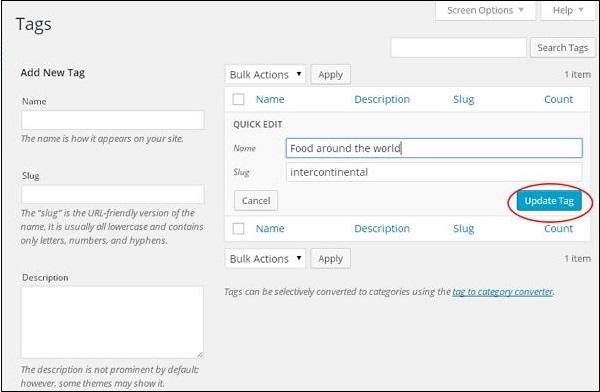 Screen Options ▼
Help ▼
Tags
Search Tags
Add New Tag
Name
The name is how it appears on your site.
Slug
The “slug” is the URL-friendly version of the
name. It is usually all lowercase and contains
only letters, numbers, and hyphens.
Description
The description is not prominent by default;
however, some themes may show it.
Bulk Actions ▼
Apply
1 item
Name
Description
Slug
Count
QUICK EDIT
Name
Food around the world
Slug
intercontinental
Cancel
Update Tag
Name
Description
Slug
Count
Bulk Actions ▼
Apply
1 item
Tags can be selectively converted to categories using the tag to category converter.